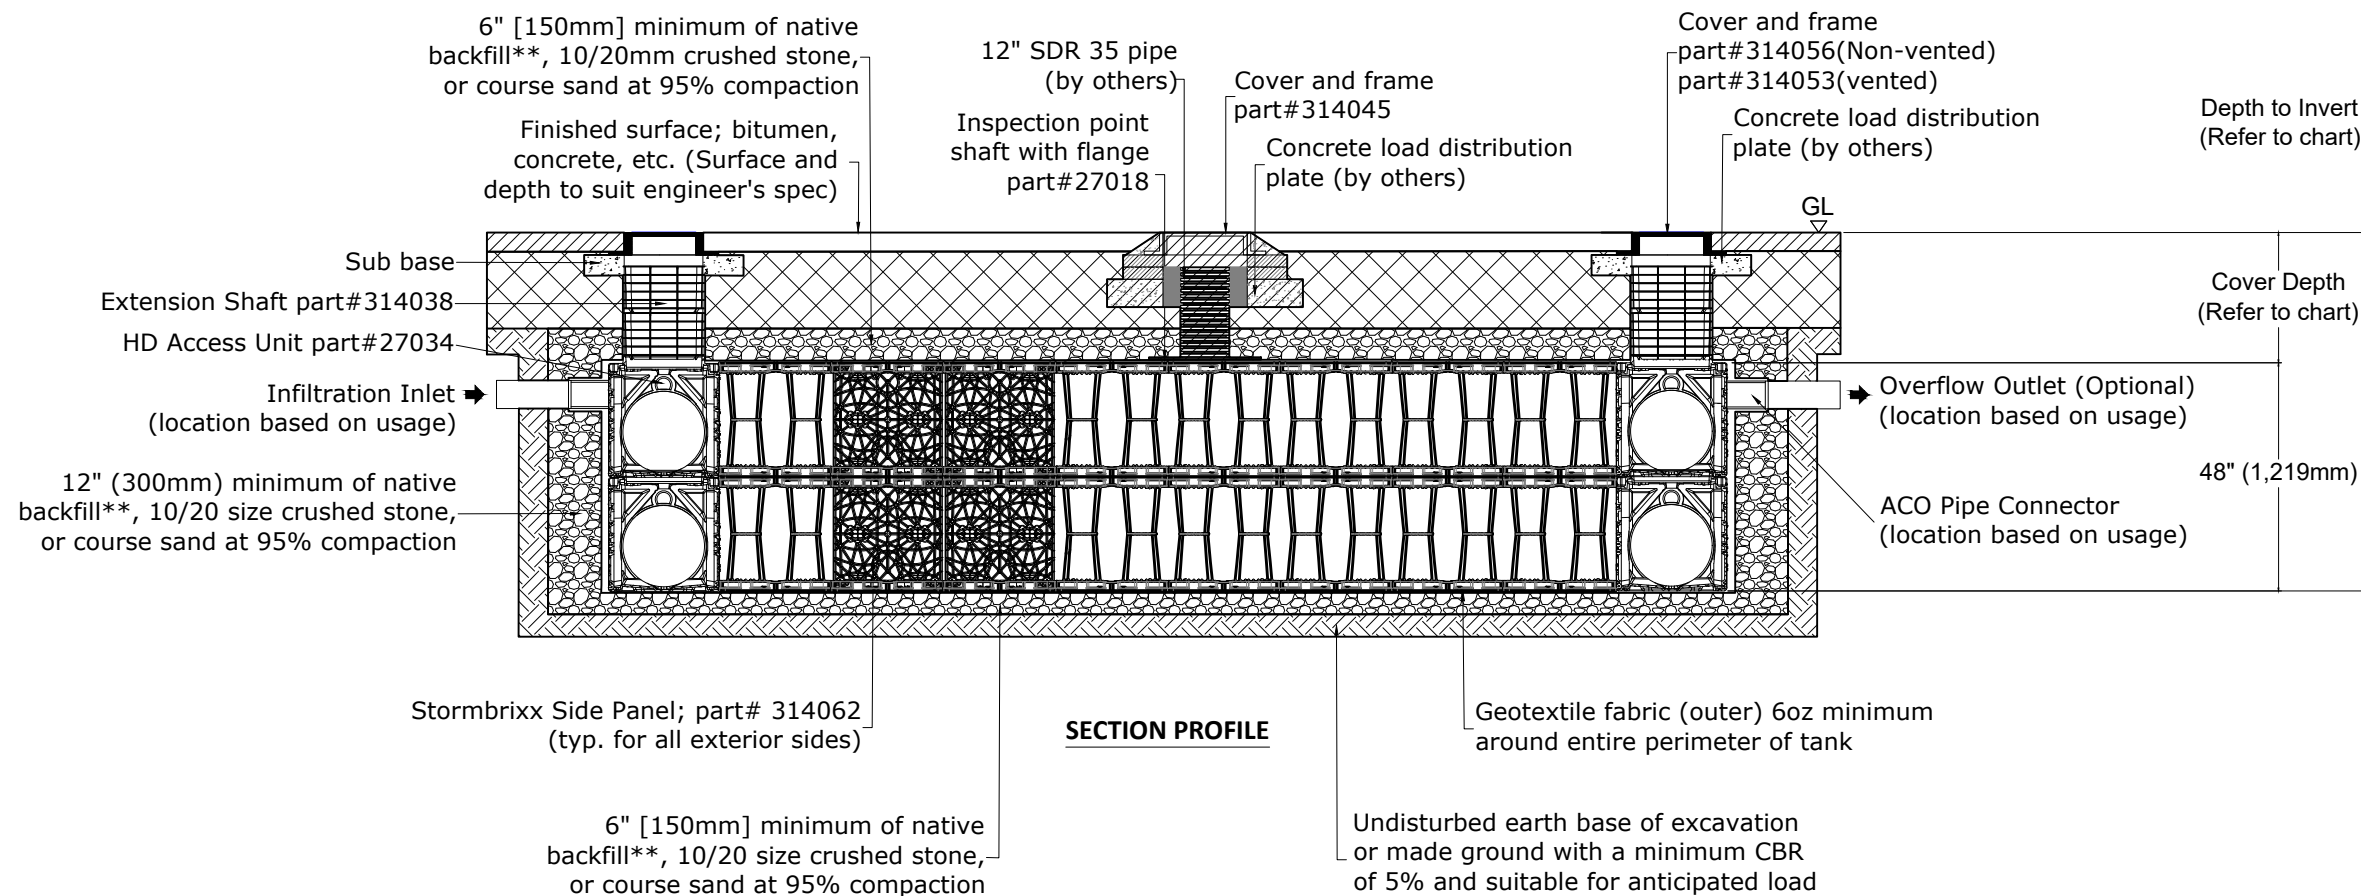 6" [150mm] minimum of native
backfill**, 10/20mm crushed stone,
or course sand at 95% compaction
Finished surface; bitumen,
concrete, etc. (Surface and
depth to suit engineer's spec)
12" SDR 35 pipe
(by others)
Inspection point
shaft with flange
part#27018
Cover and frame
part#314045
Concrete load distribution
plate (by others)
Cover and frame
part#314056(Non-vented)
part#314053(vented)
Concrete load distribution
plate (by others)
Depth to Invert
(Refer to chart)
GL
Sub base
Extension Shaft part#314038
HD Access Unit part#27034
Infiltration Inlet
(location based on usage)
12" (300mm) minimum of native
backfill**, 10/20 size crushed stone,
or course sand at 95% compaction
Cover Depth
(Refer to chart)
Overflow Outlet (Optional)
(location based on usage)
48" (1,219mm)
ACO Pipe Connector
(location based on usage)
Stormbrixx Side Panel; part# 314062
(typ. for all exterior sides)
SECTION PROFILE
Geotextile fabric (outer) 6oz minimum
around entire perimeter of tank
6" [150mm] minimum of native
backfill**, 10/20 size crushed stone,
or course sand at 95% compaction
Undisturbed earth base of excavation
or made ground with a minimum CBR
of 5% and suitable for anticipated load